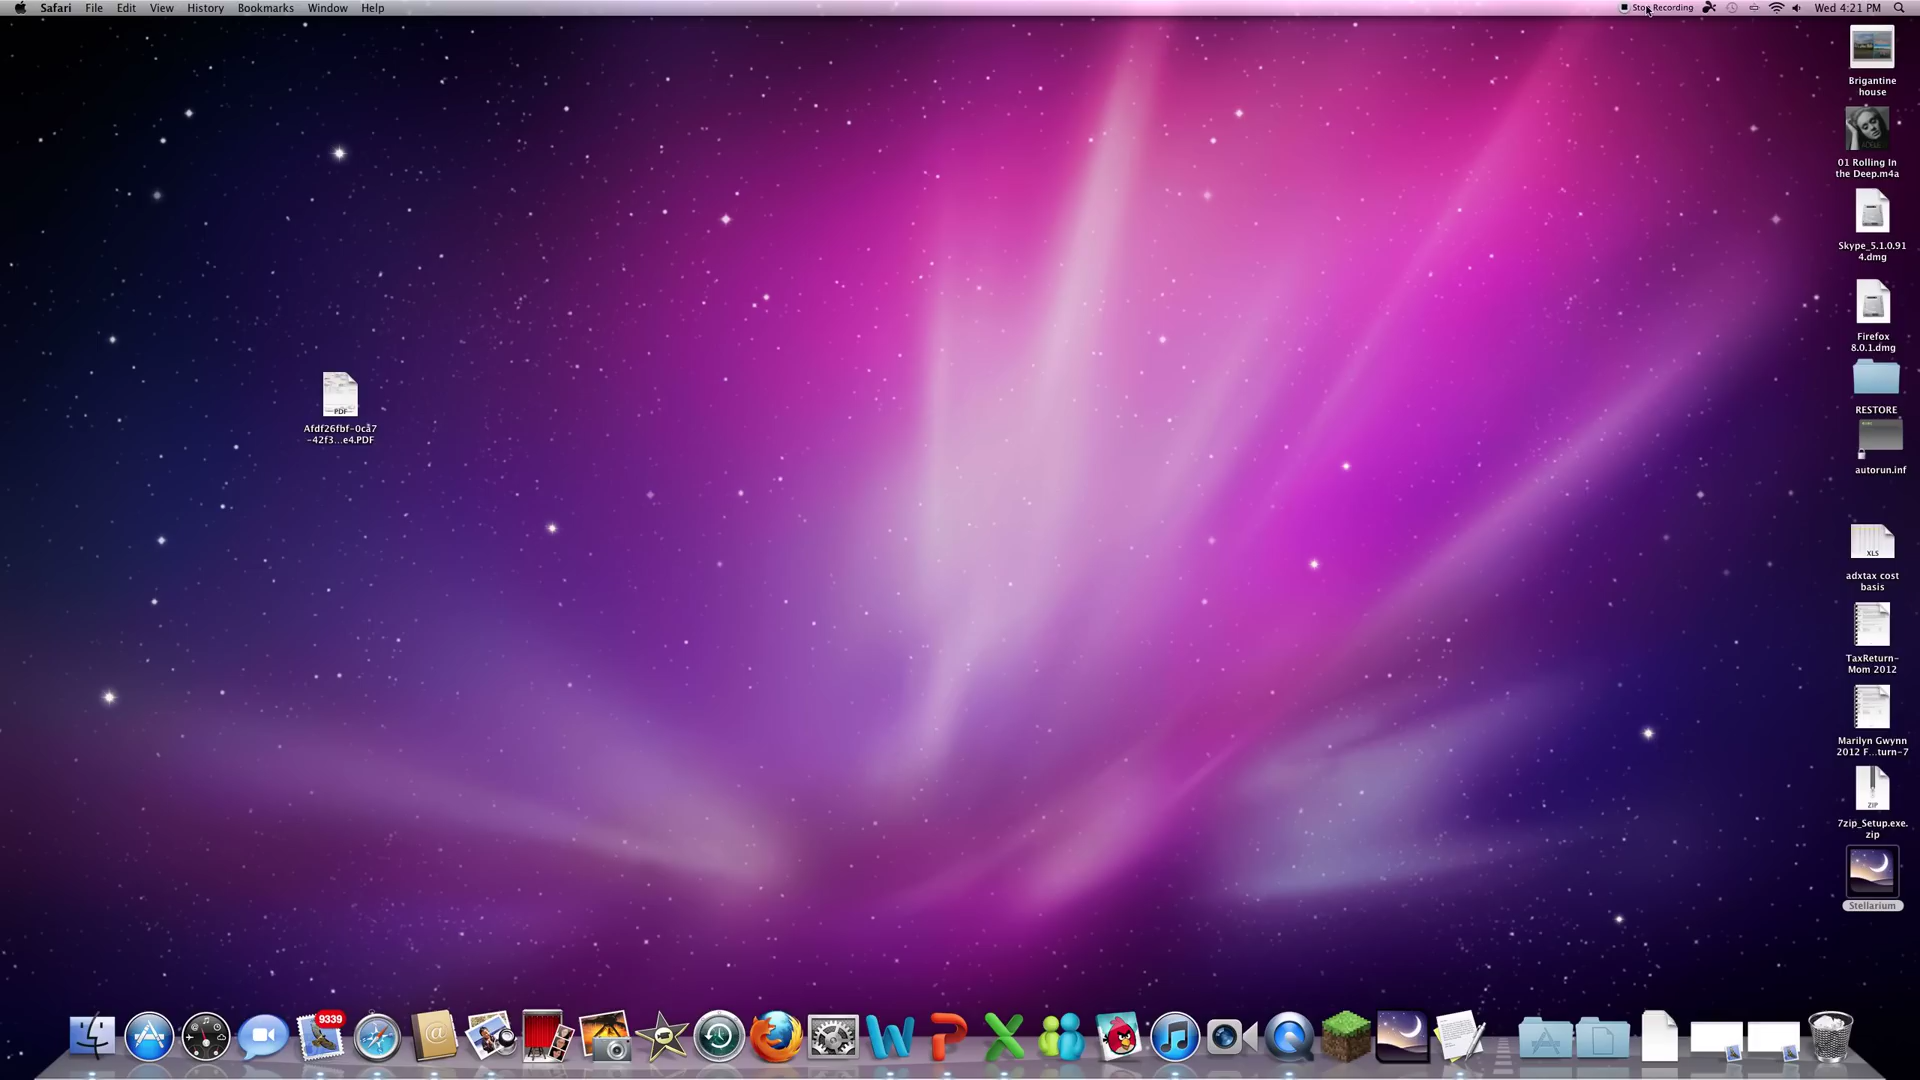 Safari File Edit View History Bookmarks Window Help
Stop Recording Wed 4:21 PM
Brigantine
house
01 Rolling In
the Deep.m4a
Skype_5.1.0.91
4.dmg
Firefox
8.0.1.dmg
RESTORE
autorun.inf
PDF
Afdf26fbf-0ca7
-42f3...e4.PDF
XLS
adxtax cost
basis
TaxReturn-
Mom 2012
Marilyn Gwynn
2012 F...turn-7
ZIP
7zip_Setup.exe.
zip
Stellarium
9339